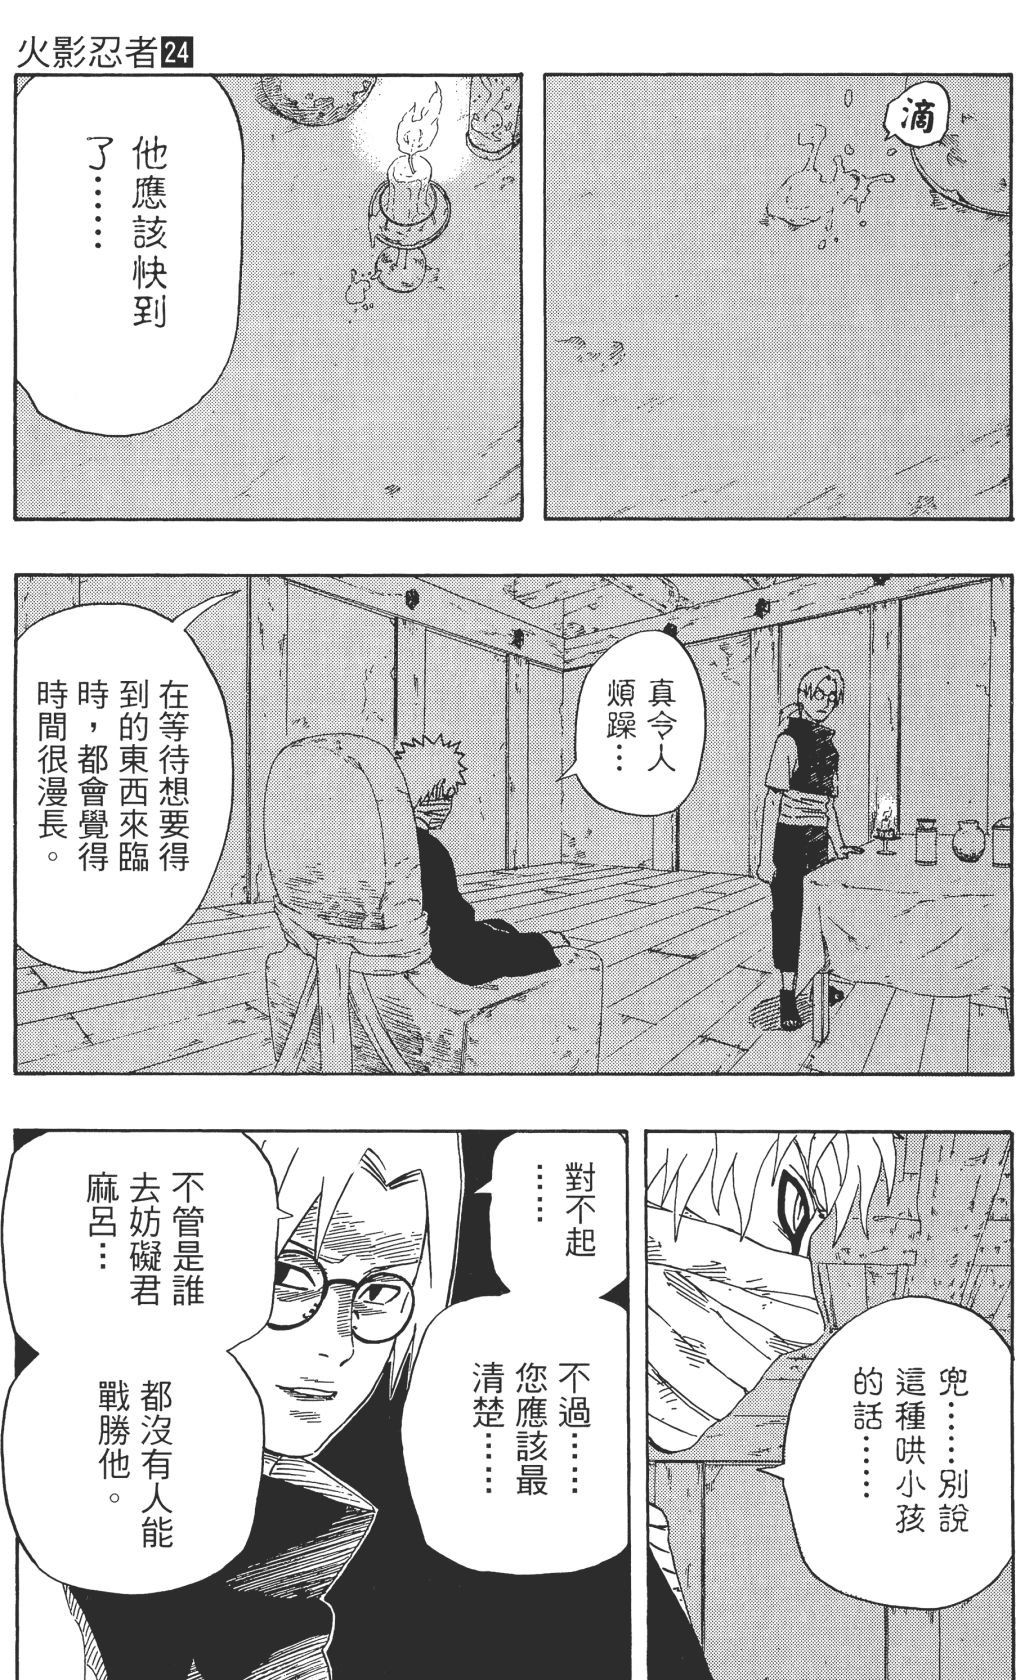 火影忍者24
滴
他應該快到
了……
真令人
煩躁…
在等待想要得
到的東西來臨
時，都會覺得
時間很漫長。
兜……別說
這種哄小孩
的話……
對不起
……
不過……
您應該最
清楚……
不管是誰
去妨礙君
麻呂…
都沒有人能
戰勝他。